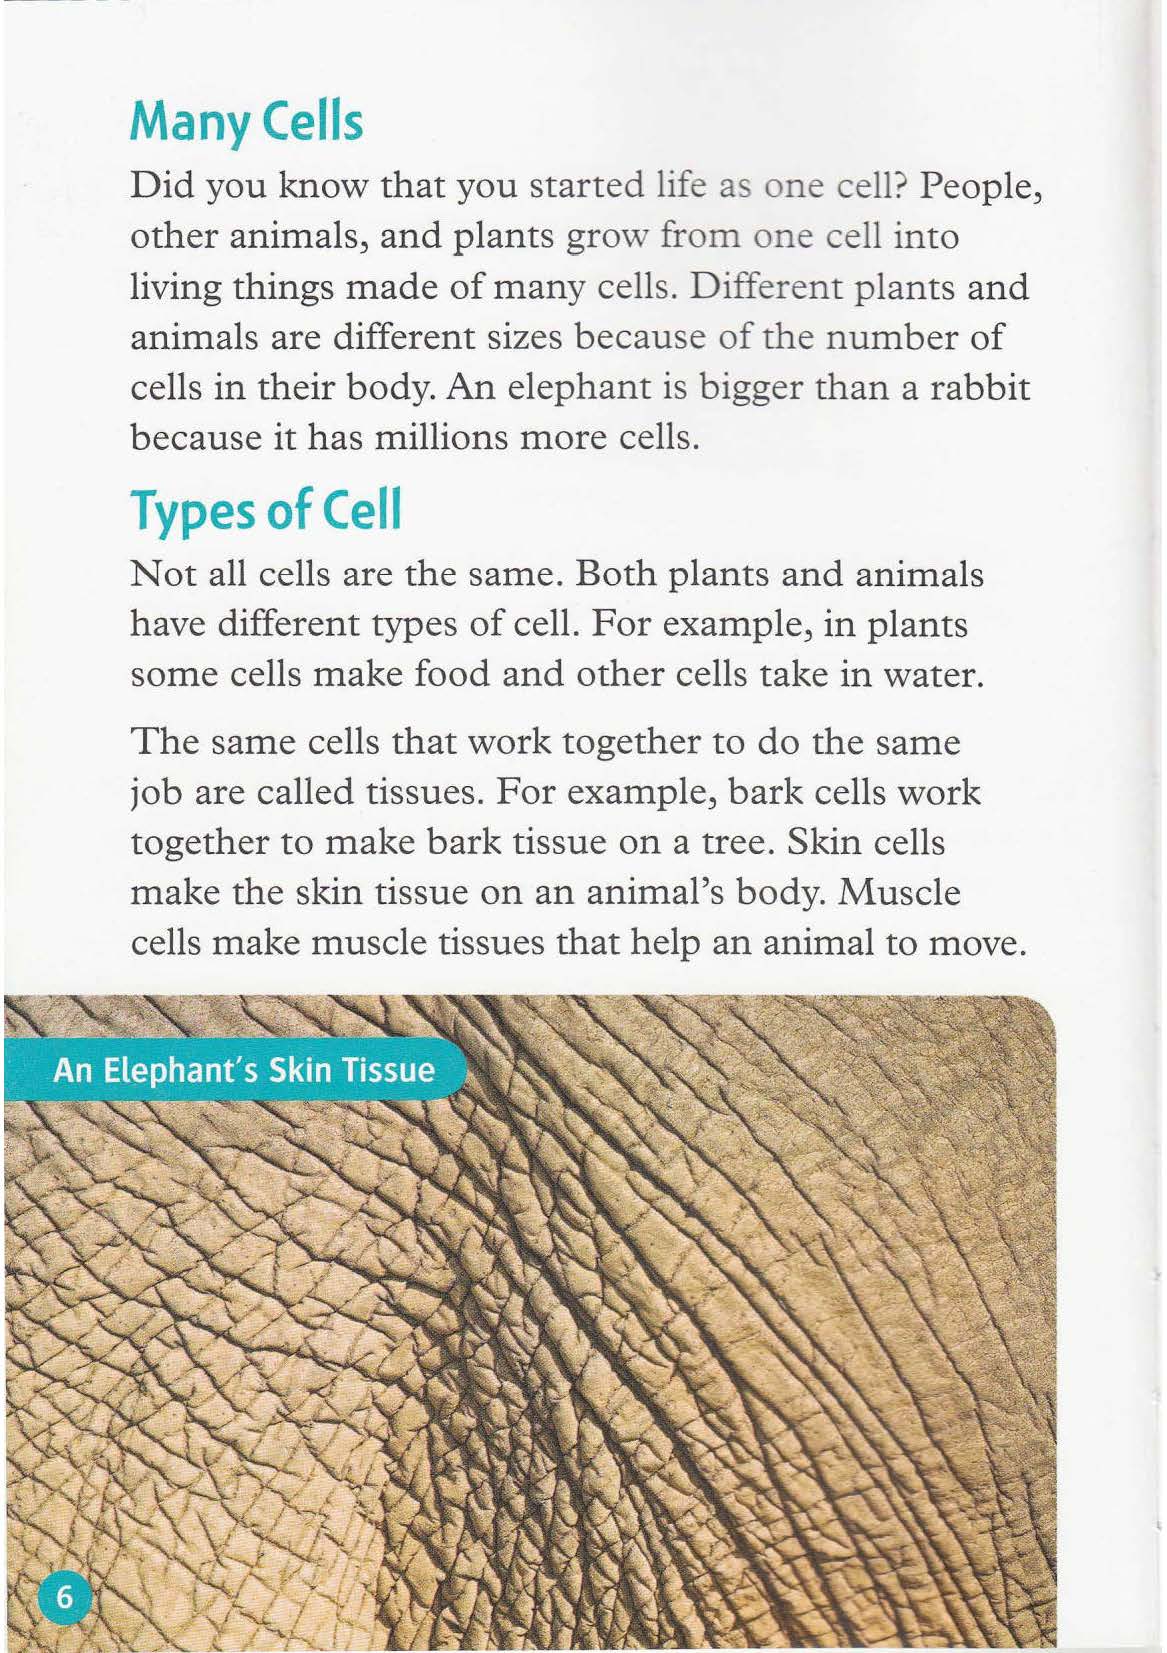 Many Cells
Did you know that you started life as one cell? People,
other animals, and plants grow from one cell into
living things made of many cells. Different plants and
animals are different sizes because of the number of
cells in their body. An elephant is bigger than a rabbit
because it has millions more cells.
Types of Cell
Not all cells are the same. Both plants and animals
have different types of cell. For example, in plants
some cells make food and other cells take in water.
The same cells that work together to do the same
job are called tissues. For example, bark cells work
together to make bark tissue on a tree. Skin cells
make the skin tissue on an animal’s body. Muscle
cells make muscle tissues that help an animal to move.
An Elephant’s Skin Tissue
6